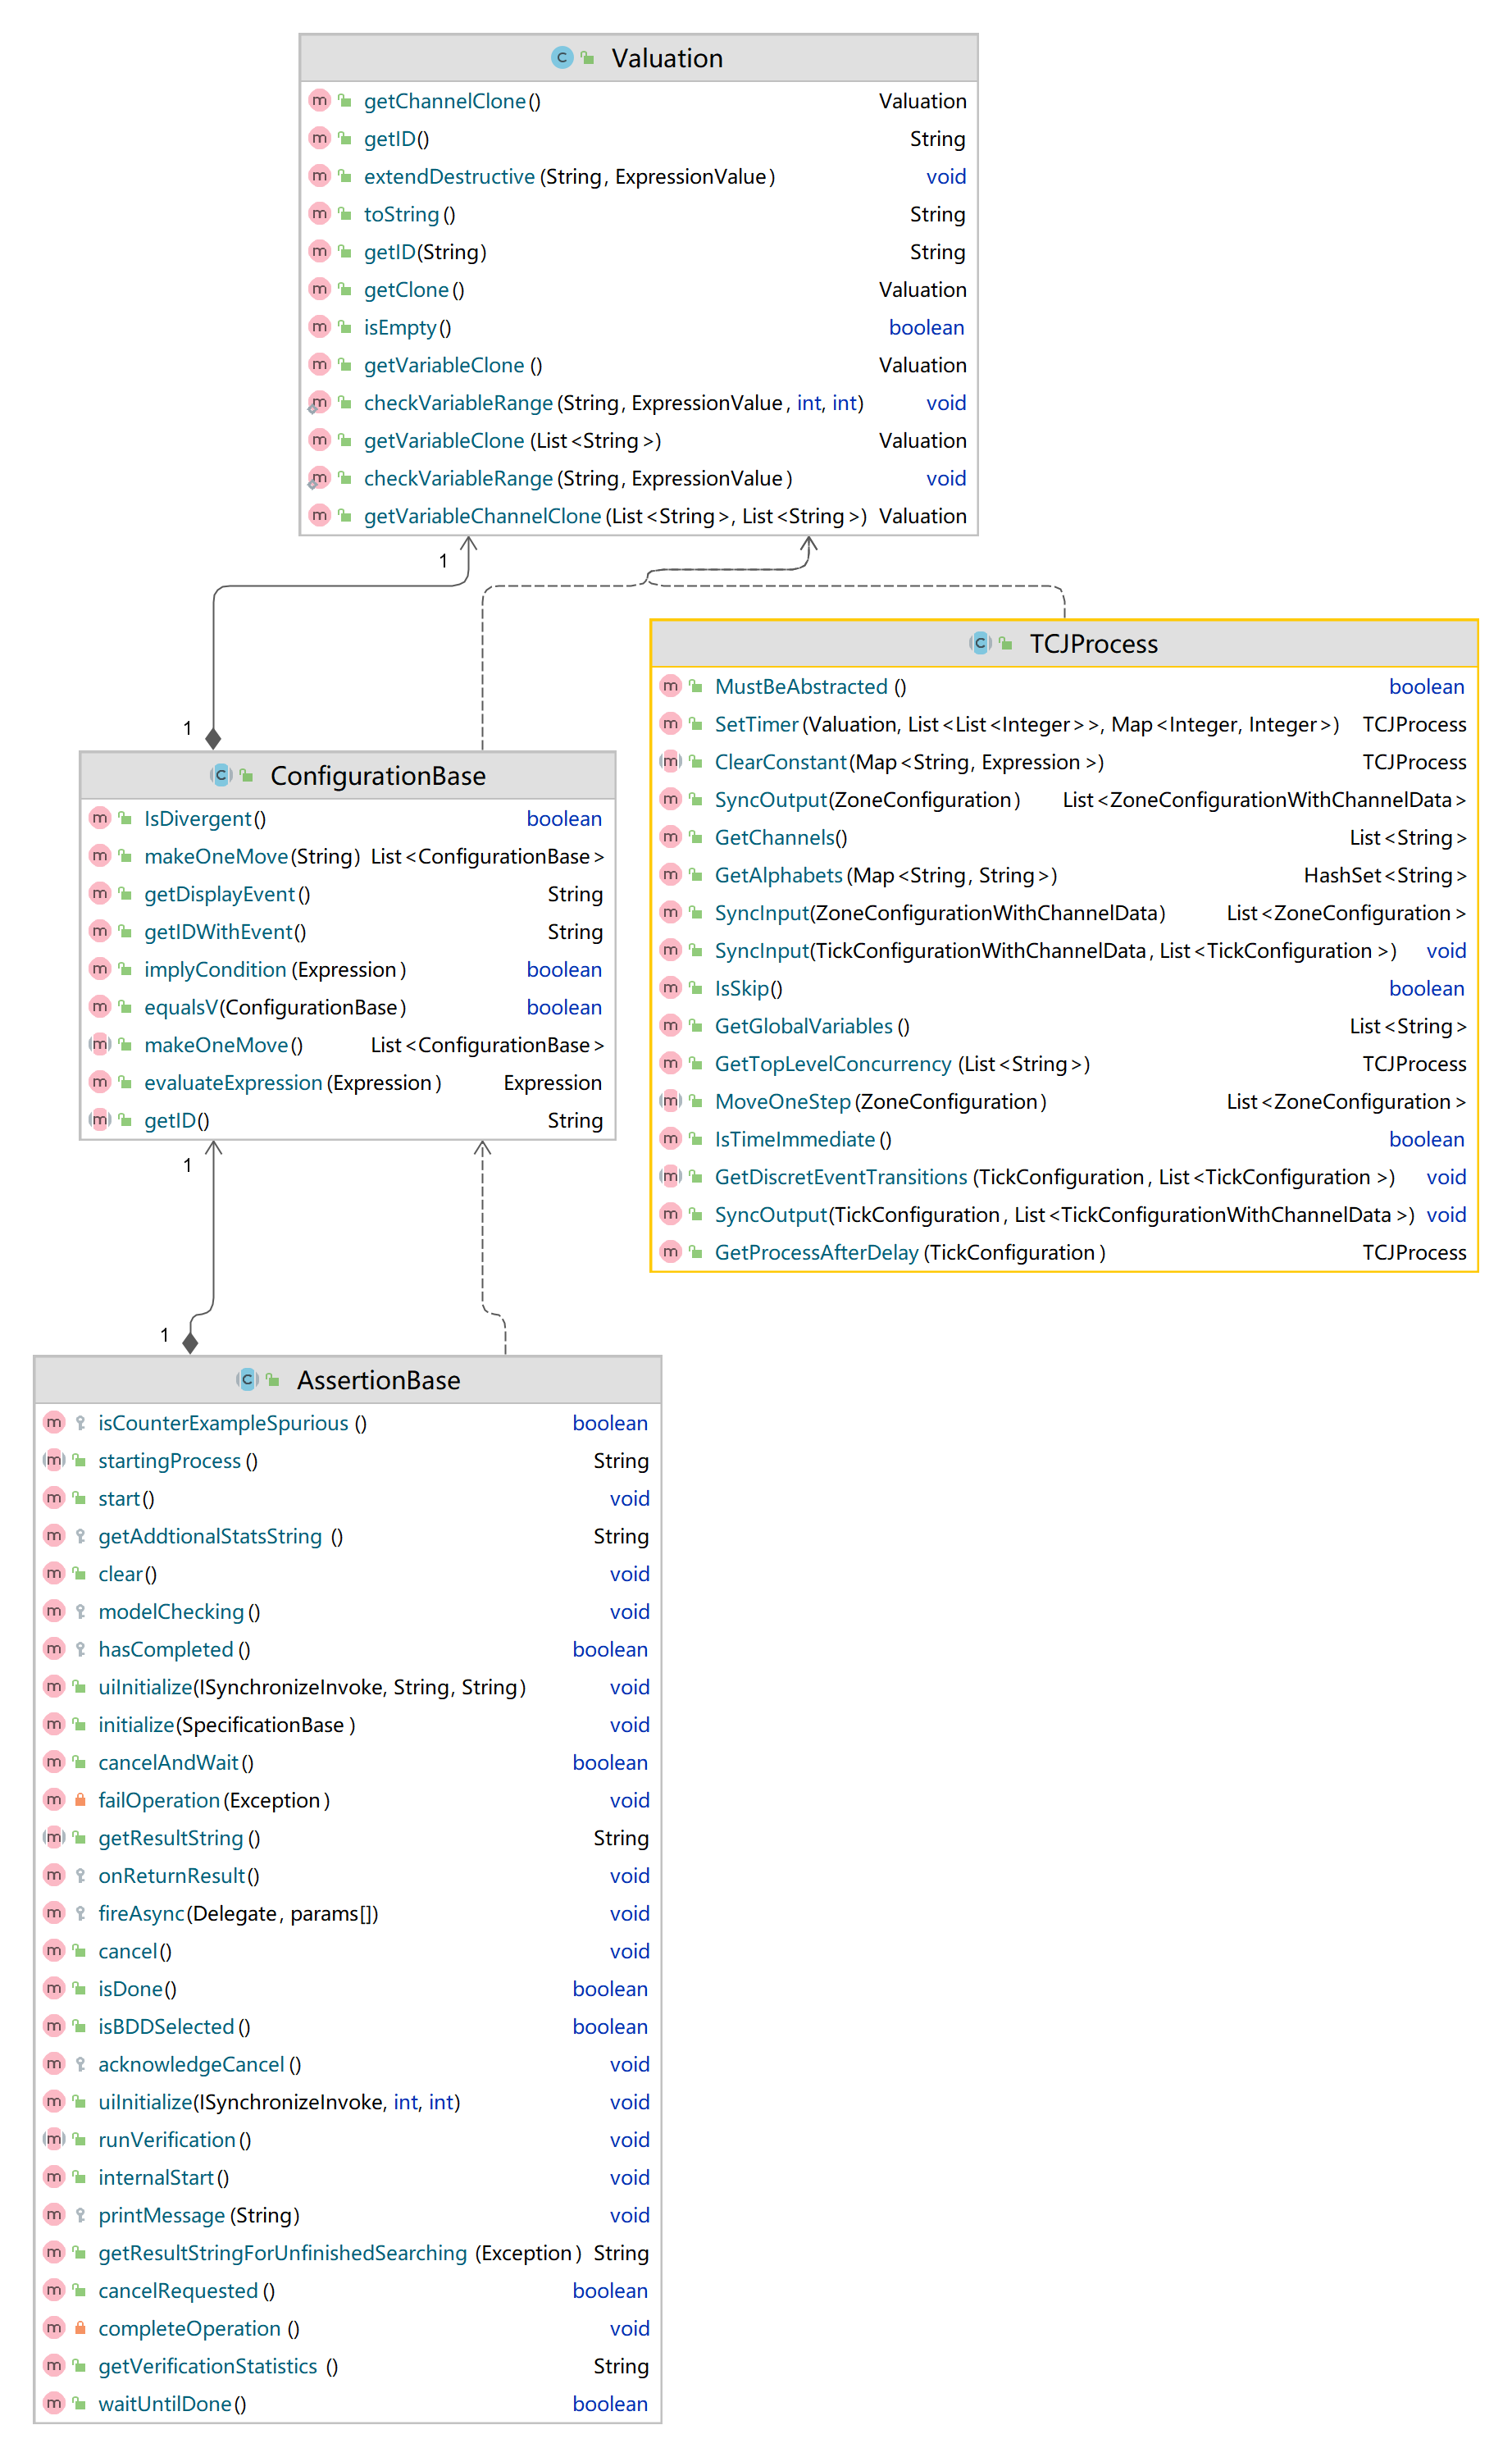 Valuation
getChannelClone() Valuation
getID() String
extendDestructive(String, ExpressionValue) void
toString() String
getID(String) String
getClone() Valuation
isEmpty() boolean
getVariableClone() Valuation
checkVariableRange(String, ExpressionValue, int, int) void
getVariableClone(List<String>) Valuation
checkVariableRange(String, ExpressionValue) void
getVariableChannelClone(List<String>, List<String>) Valuation
1
1
TCJProcess
MustBeAbstracted() boolean
SetTimer(Valuation, List<List<Integer>>, Map<Integer, Integer>) TCJProcess
ClearConstant(Map<String, Expression>) TCJProcess
SyncOutput(ZoneConfiguration) List<ZoneConfigurationWithChannelData>
GetChannels() List<String>
GetAlphabets(Map<String, String>) HashSet<String>
SyncInput(ZoneConfigurationWithChannelData) List<ZoneConfiguration>
SyncInput(TickConfigurationWithChannelData, List<TickConfiguration>) void
IsSkip() boolean
GetGlobalVariables() List<String>
GetTopLevelConcurrency(List<String>) TCJProcess
MoveOneStep(ZoneConfiguration) List<ZoneConfiguration>
IsTimeImmediate() boolean
GetDiscretEventTransitions(TickConfiguration, List<TickConfiguration>) void
SyncOutput(TickConfiguration, List<TickConfigurationWithChannelData>) void
GetProcessAfterDelay(TickConfiguration) TCJProcess
ConfigurationBase
IsDivergent() boolean
makeOneMove(String) List<ConfigurationBase>
getDisplayEvent() String
getIDWithEvent() String
implyCondition(Expression) boolean
equalsV(ConfigurationBase) boolean
makeOneMove() List<ConfigurationBase>
evaluateExpression(Expression) Expression
getID() String
1
1
AssertionBase
isCounterExampleSpurious() boolean
startingProcess() String
start() void
getAddtionalStatsString() String
clear() void
modelChecking() void
hasCompleted() boolean
uiInitialize(ISynchronizeInvoke, String, String) void
initialize(SpecificationBase) void
cancelAndWait() boolean
failOperation(Exception) void
getResultString() String
onReturnResult() void
fireAsync(Delegate, params[]) void
cancel() void
isDone() boolean
isBDDSelected() boolean
acknowledgeCancel() void
uiInitialize(ISynchronizeInvoke, int, int) void
runVerification() void
internalStart() void
printMessage(String) void
getResultStringForUnfinishedSearching(Exception) String
cancelRequested() boolean
completeOperation() void
getVerificationStatistics() String
waitUntilDone() boolean